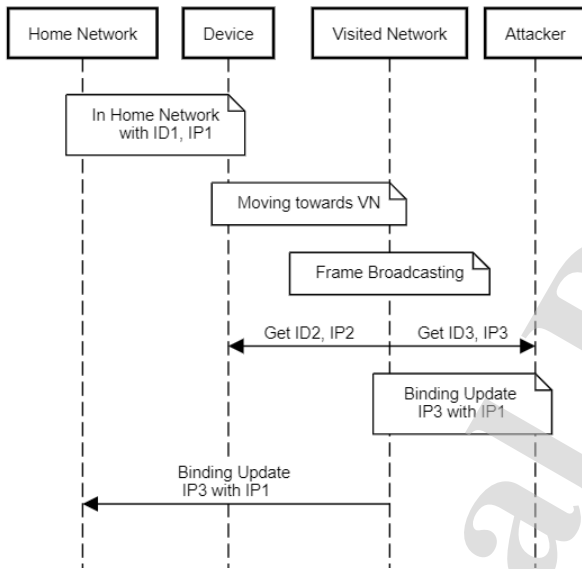 Home Network
Device
Visited Network
Attacker
In Home Network
with ID1, IP1
Moving towards VN
Frame Broadcasting
Get ID2, IP2
Get ID3, IP3
Binding Update
IP3 with IP1
Binding Update
IP3 with IP1